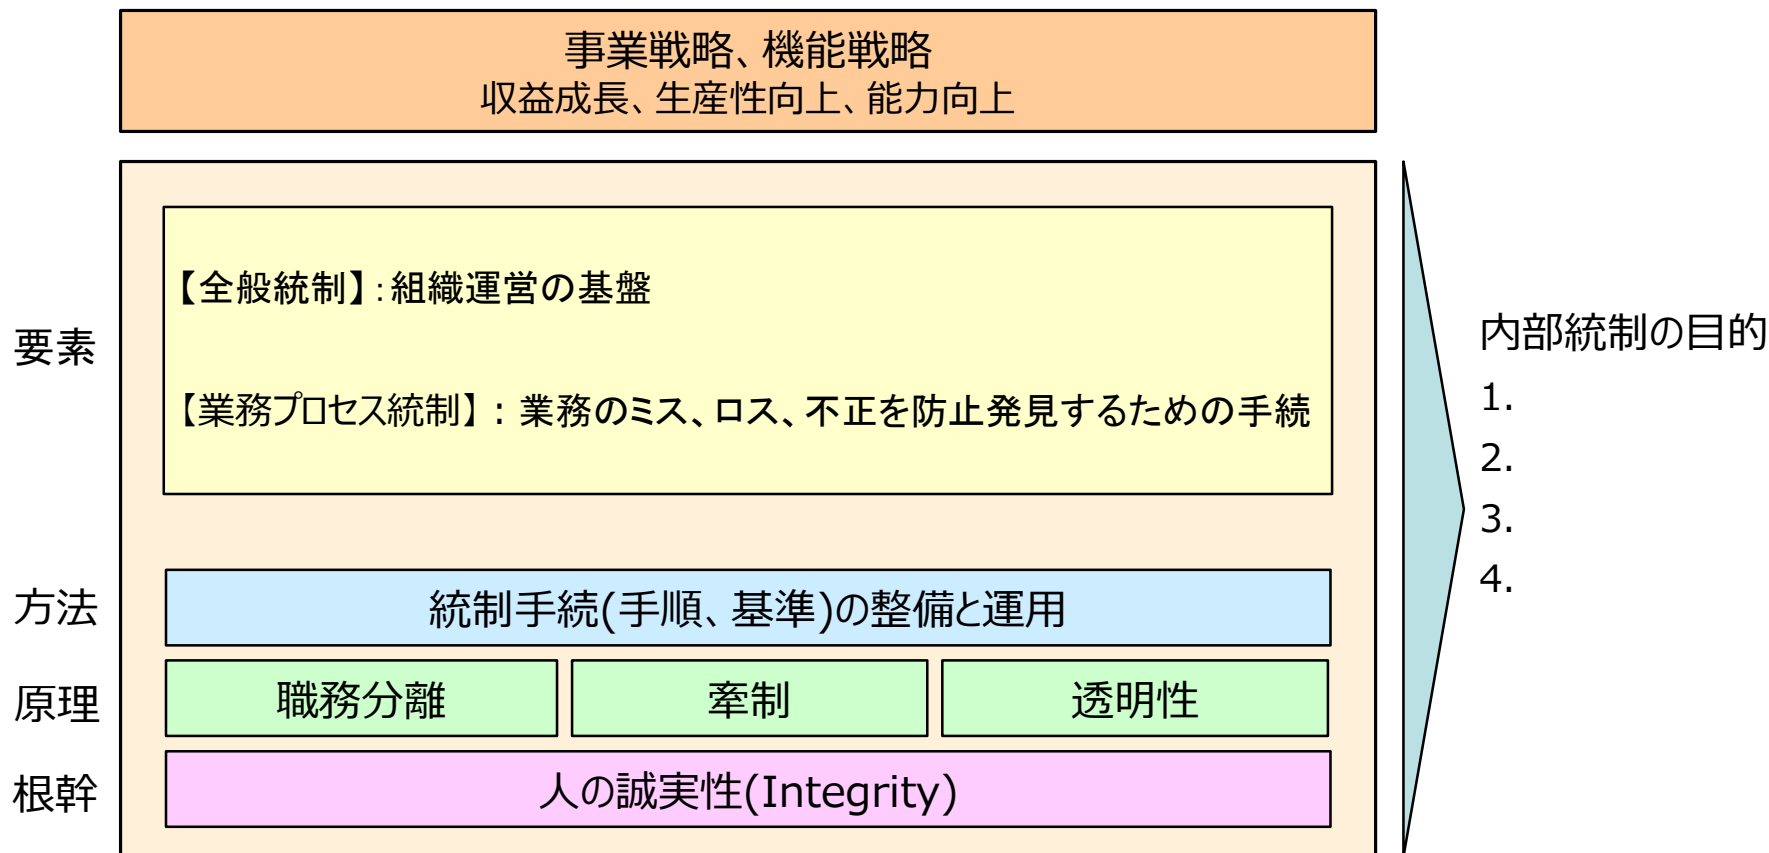 事業戦略、機能戦略
収益成長、生産性向上、能力向上
要素
【全般統制】：組織運営の基盤
【業務プロセス統制】：業務のミス、ロス、不正を防止発見するための手続
方法
統制手続(手順、基準)の整備と運用
原理
職務分離
牽制
透明性
根幹
人の誠実性(Integrity)
内部統制の目的
1.
2.
3.
4.